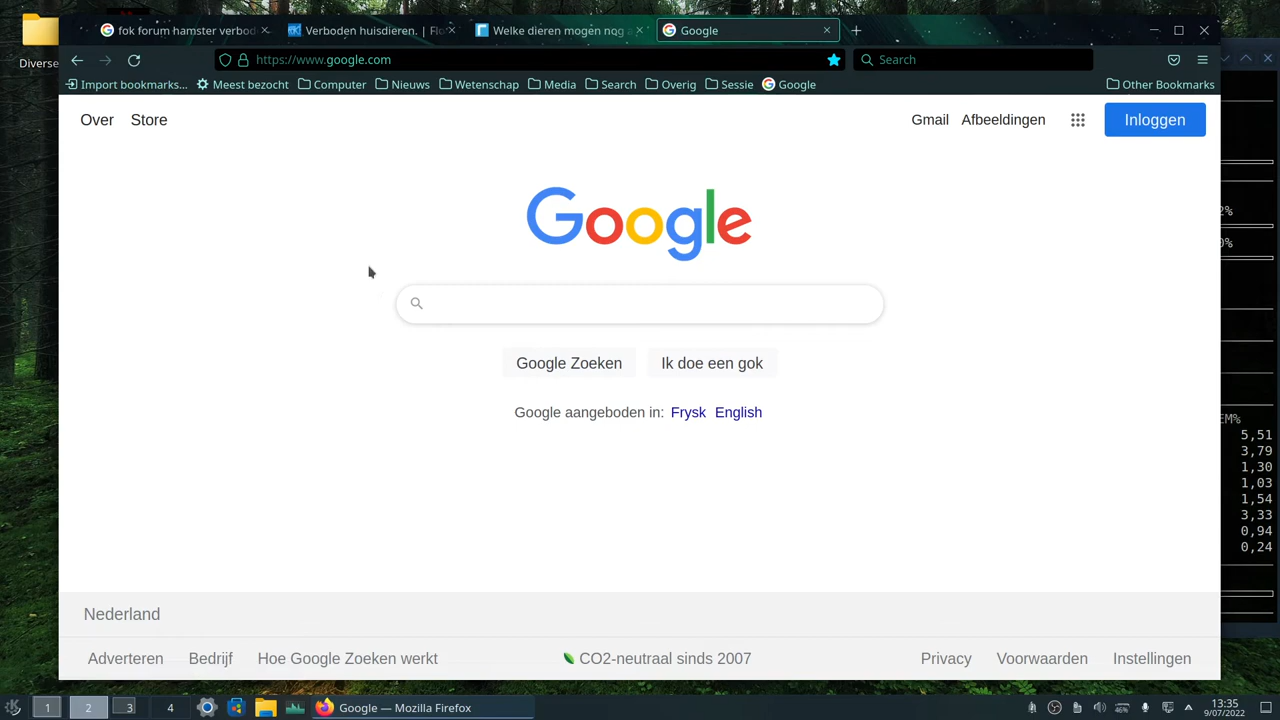 Diverse
fok forum hamster verbod
Verboden huisdieren. | Flo
Welke dieren mogen nog a
Google
https://www.google.com
Search
Import bookmarks...
Meest bezocht
Computer
Nieuws
Wetenschap
Media
Search
Overig
Sessie
Google
Other Bookmarks
Over
Store
Gmail
Afbeeldingen
Inloggen
Google
Google Zoeken
Ik doe een gok
Google aangeboden in: Frysk English
Nederland
Adverteren
Bedrijf
Hoe Google Zoeken werkt
CO2-neutraal sinds 2007
Privacy
Voorwaarden
Instellingen
EM%
5,51
3,79
1,30
1,03
1,54
3,33
0,94
0,24
1
2
3
4
Google — Mozilla Firefox
13:35
9/07/2022